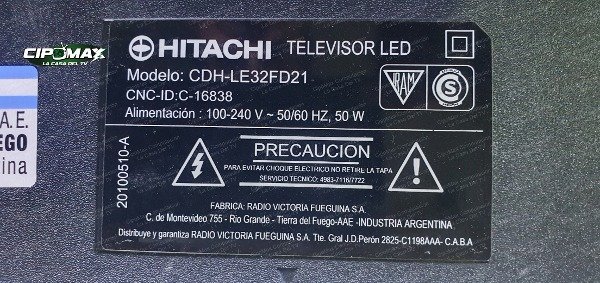 CIPOMAX
LA CASA DEL TV
HITACHI TELEVISOR LED
Modelo: CDH-LE32FD21
CNC-ID:C-16838
Alimentación : 100-240 V ~ 50/60 HZ, 50 W
IRAM
S
PRECAUCION
PARA EVITAR CHOQUE ELECTRICO NO RETIRE LA TAPA
SERVICIO TECNICO: 4983-7116/7722
20100510-A
FABRICA: RADIO VICTORIA FUEGUINA S.A.
C. de Montevideo 755 - Río Grande - Tierra del Fuego-AAE -INDUSTRIA ARGENTINA
Distribuye y garantiza RADIO VICTORIA FUEGUINA S.A. Tte. Gral J.D.Perón 2825-C1198AAA- C.A.B.A
A. E.
EGO
ina